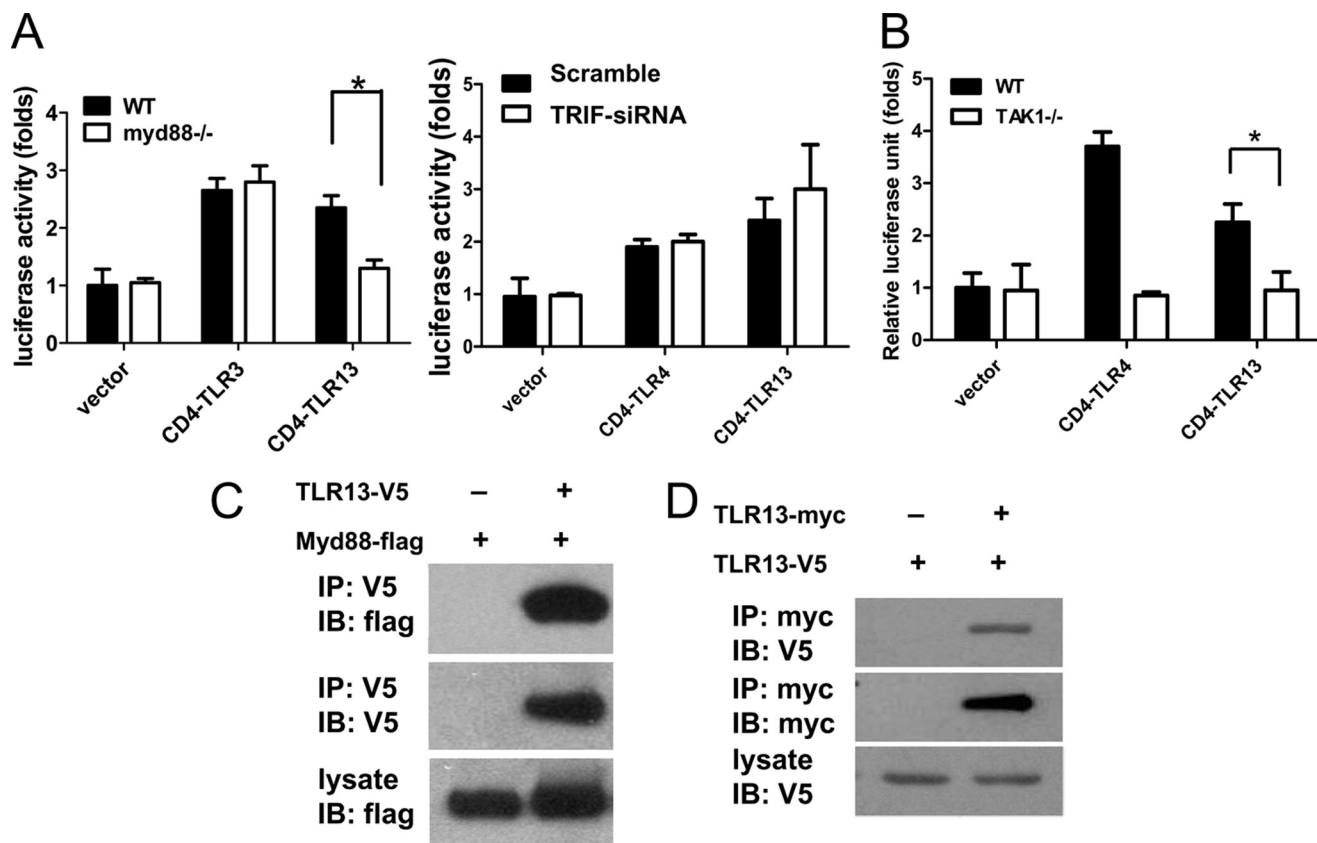 A
luciferase activity (folds)
4
3
2
1
0
WT
myd88-/-
*
vector
CD4-TLR3
CD4-TLR13
luciferase activity (folds)
5
4
3
2
1
0
Scramble
TRIF-siRNA
vector
CD4-TLR4
CD4-TLR13
B
Relative luciferase unit (folds)
5
4
3
2
1
0
WT
TAK1-/-
*
vector
CD4-TLR4
CD4-TLR13
C
TLR13-V5 – +
Myd88-flag + +
IP: V5
IB: flag
IP: V5
IB: V5
lysate
IB: flag
D
TLR13-myc – +
TLR13-V5 + +
IP: myc
IB: V5
IP: myc
IB: myc
lysate
IB: V5